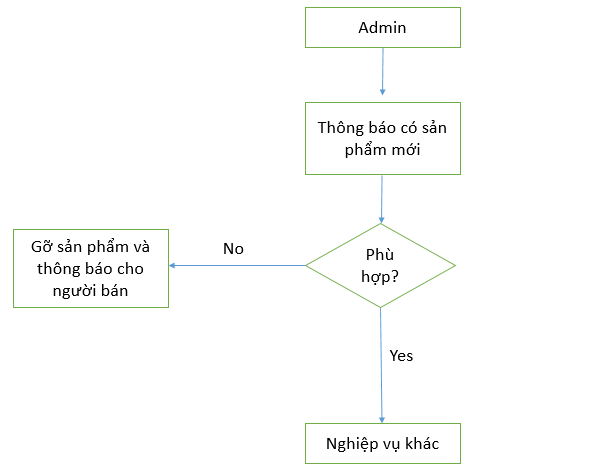 Admin
Thông báo có sản
phẩm mới
Phù
hợp?
No
Gỡ sản phẩm và
thông báo cho
người bán
Yes
Nghiệp vụ khác